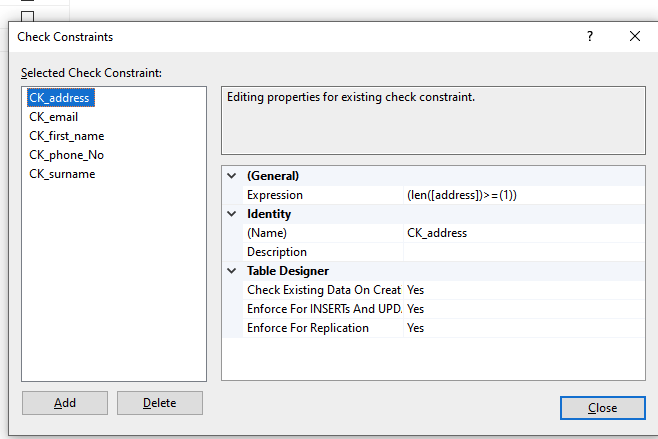 Check Constraints
?
Selected Check Constraint:
CK_address
CK_email
CK_first_name
CK_phone_No
CK_surname
Add
Delete
Editing properties for existing check constraint.
(General)
Expression (len([address])>=(1))
Identity
(Name) CK_address
Description
Table Designer
Check Existing Data On Creat Yes
Enforce For INSERTs And UPD. Yes
Enforce For Replication Yes
Close